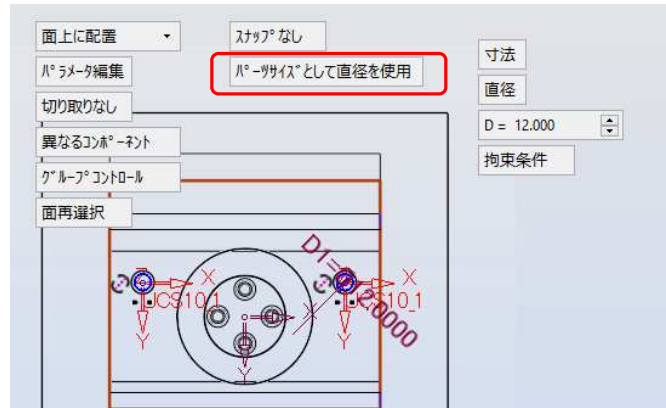 面上に配置
ｽﾅｯﾌﾟなし
ﾊﾟﾗﾒｰﾀ編集
ﾊﾟｰﾂｻｲｽﾞとして直径を使用
切り取りなし
異なるｺﾝﾎﾟｰﾈﾝﾄ
ｸﾞﾙｰﾌﾟｺﾝﾄﾛｰﾙ
面再選択
寸法
直径
D = 12.000
拘束条件
X
UCS10_1
Y
X
Y
X
UCS10_1
Y